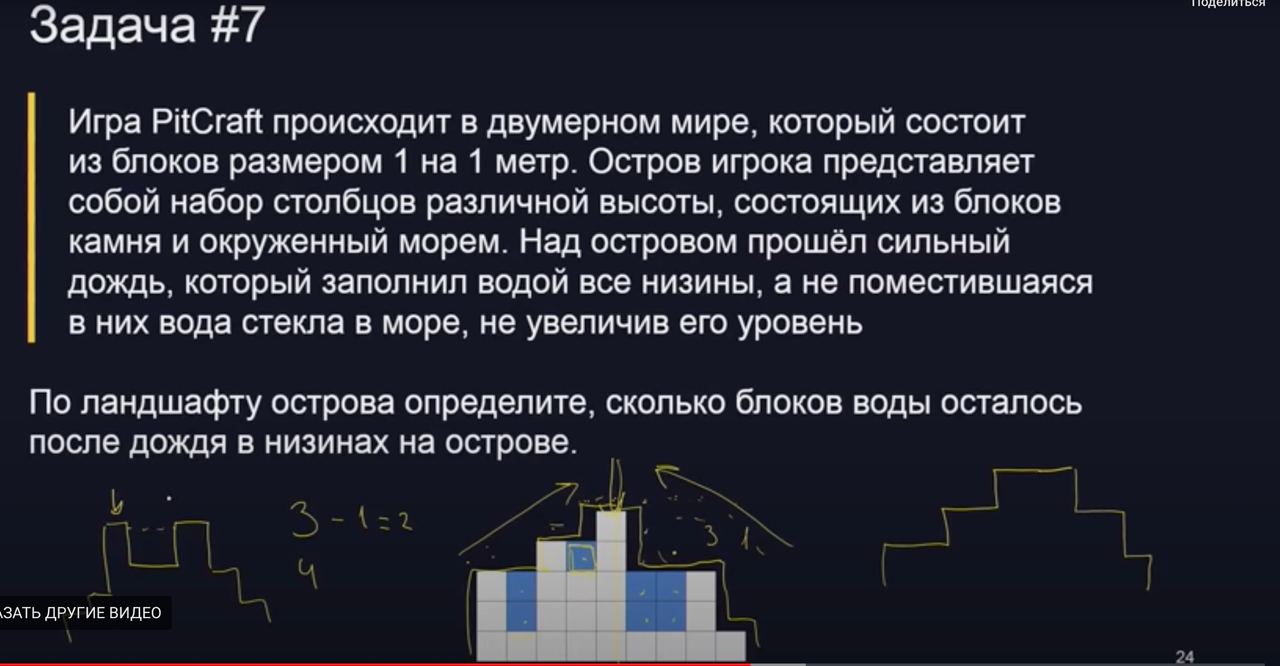 Поделиться
Задача #7
Игра PitCraft происходит в двумерном мире, который состоит
из блоков размером 1 на 1 метр. Остров игрока представляет
собой набор столбцов различной высоты, состоящих из блоков
камня и окруженный морем. Над островом прошёл сильный
дождь, который заполнил водой все низины, а не поместившаяся
в них вода стекла в море, не увеличив его уровень
По ландшафту острова определите, сколько блоков воды осталось
после дождя в низинах на острове.
3 - 1 = 2
4
3 1
АЗАТЬ ДРУГИЕ ВИДЕО
24